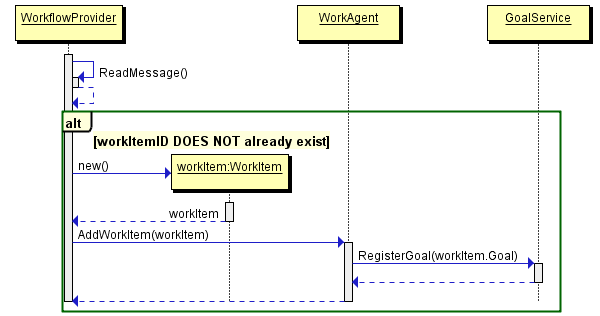 WorkflowProvider
WorkAgent
GoalService
ReadMessage()
alt
[workItemID DOES NOT already exist]
new()
workItem:WorkItem
workItem
AddWorkItem(workItem)
RegisterGoal(workItem.Goal)